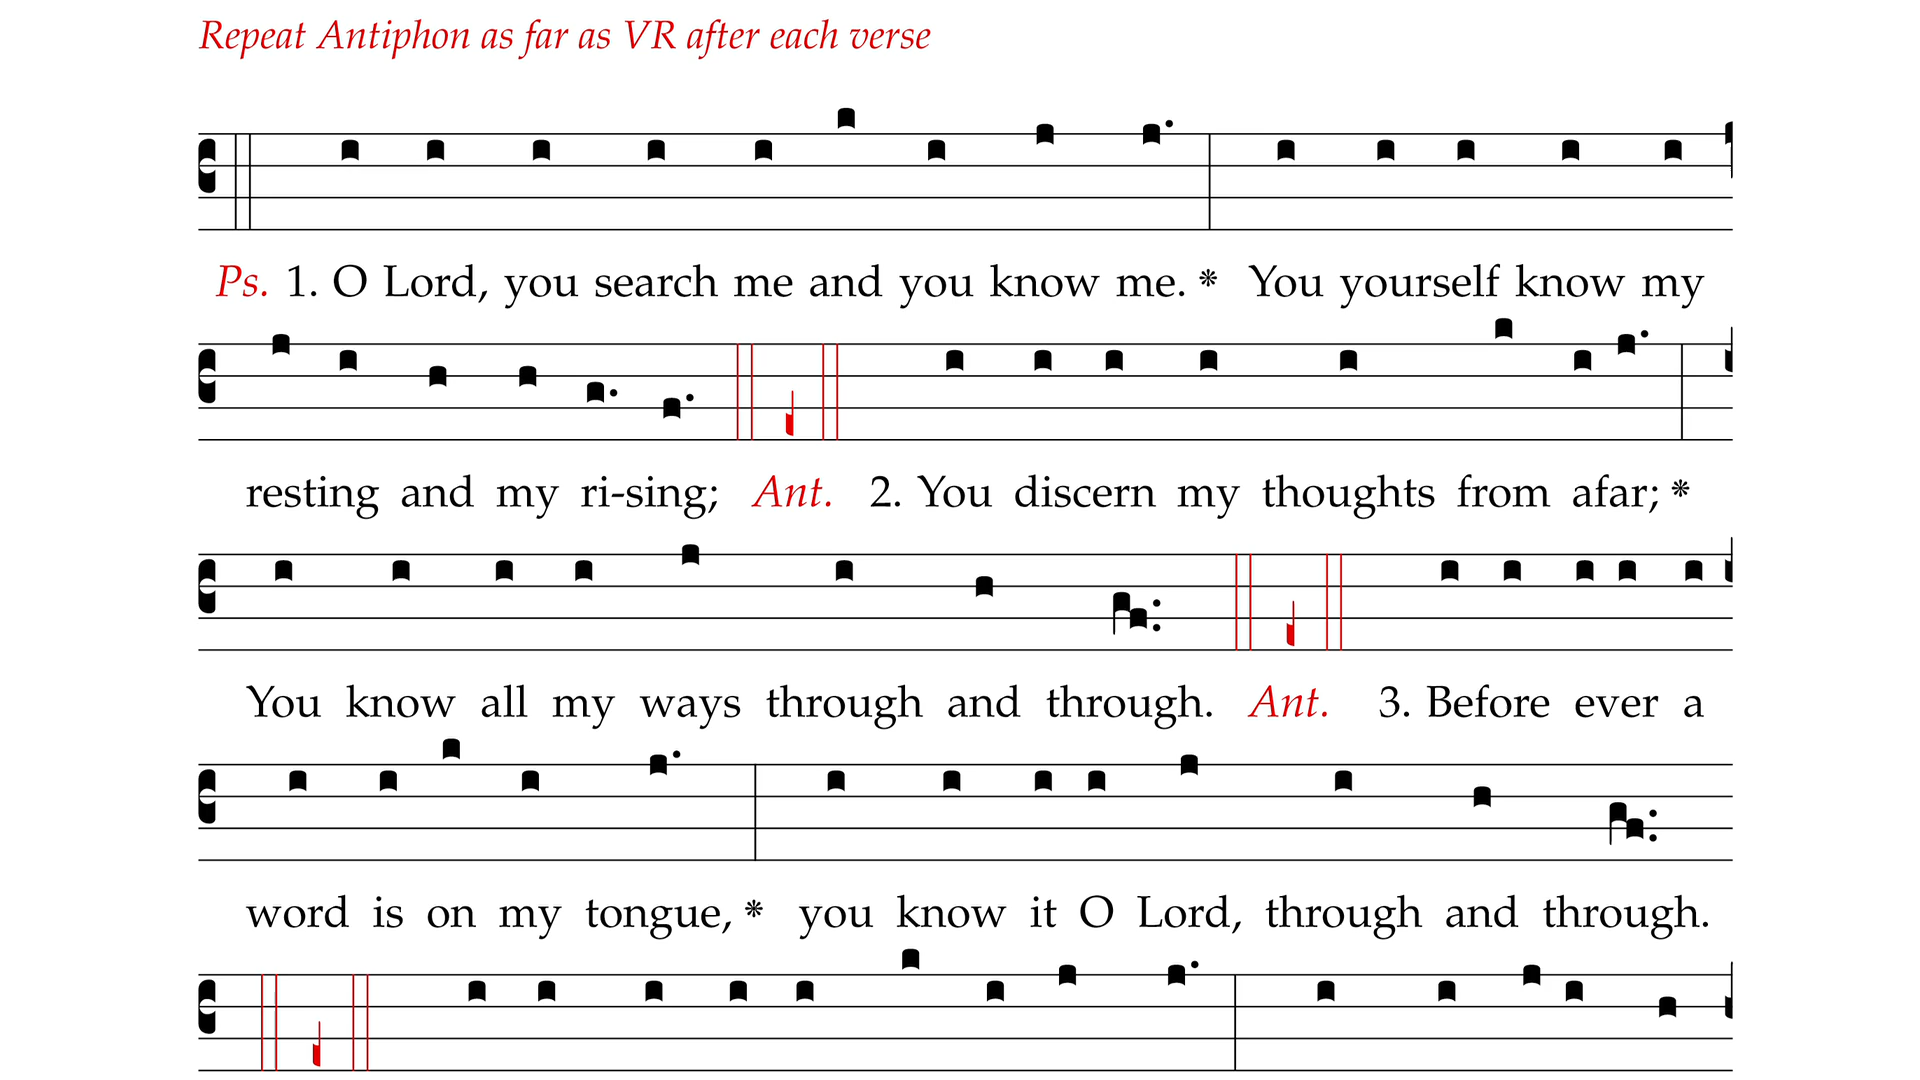 Repeat Antiphon as far as VR after each verse
Ps. 1. O Lord, you search me and you know me. * You yourself know my
resting and my ri-sing; Ant. 2. You discern my thoughts from afar; *
You know all my ways through and through. Ant. 3. Before ever a
word is on my tongue, * you know it O Lord, through and through.